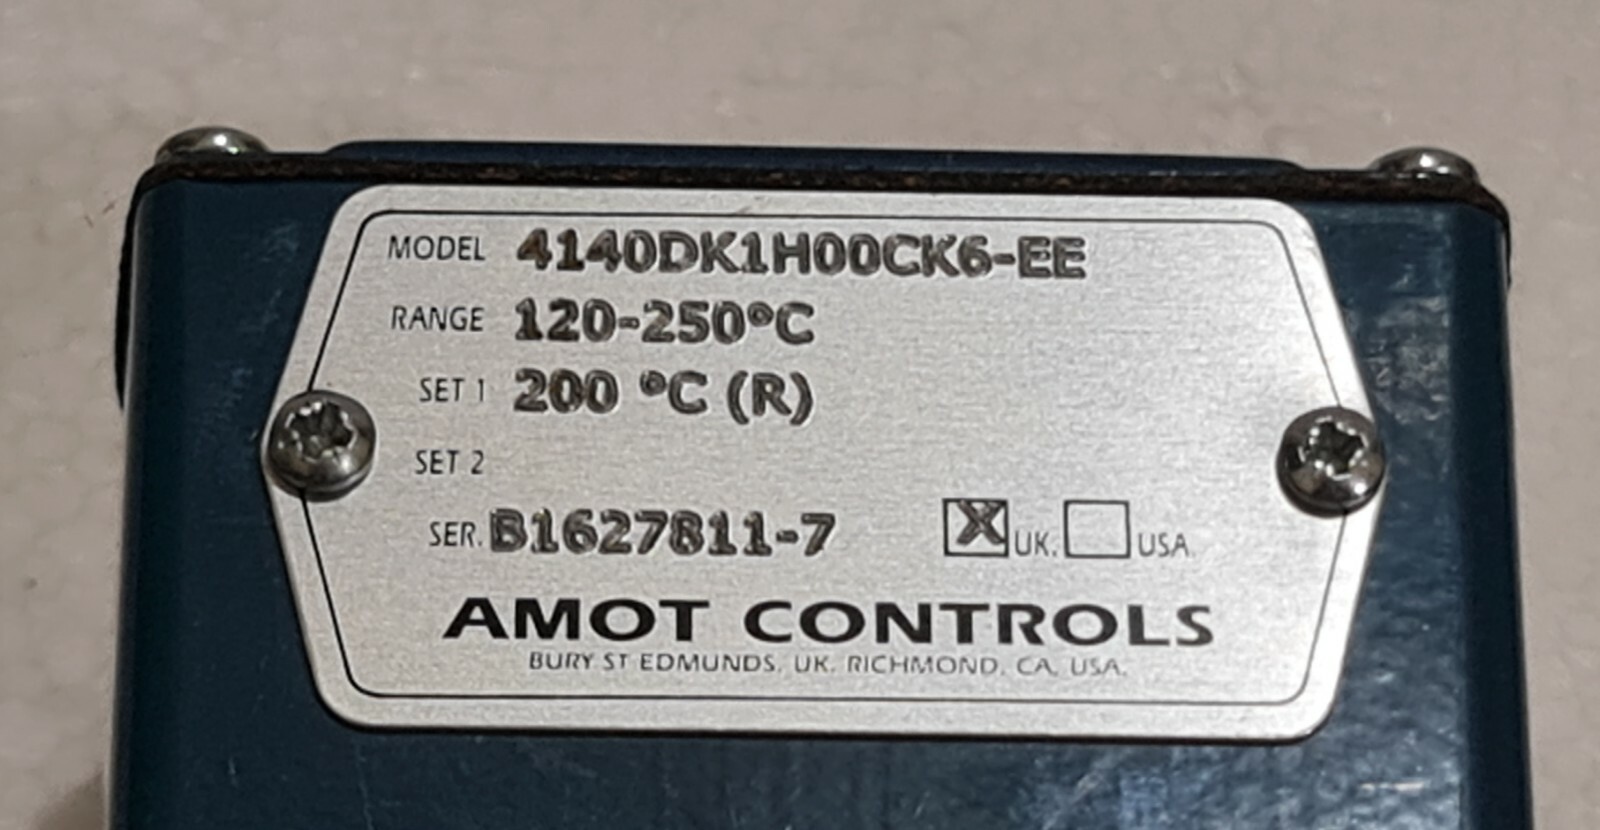 MODEL 4140DK1H00CK6-EE
RANGE 120-250°C
SET 1 200 °C (R)
SET 2
SER. B1627811-7 X UK. USA.
AMOT CONTROLS
BURY ST EDMUNDS, UK. RICHMOND, CA, USA.